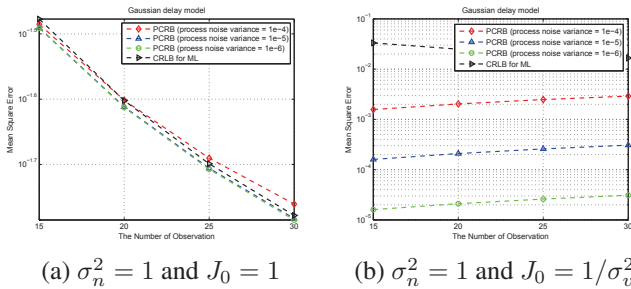 Gaussian delay model
PCRB (process noise variance = 1e−4)
PCRB (process noise variance = 1e−5)
PCRB (process noise variance = 1e−6)
CRLB for ML
10^−1.5
10^−1.6
10^−1.7
Mean Square Error
15 20 25 30
The Number of Observation
(a) σ_n^2 = 1 and J_0 = 1
Gaussian delay model
PCRB (process noise variance = 1e−4)
PCRB (process noise variance = 1e−5)
PCRB (process noise variance = 1e−6)
CRLB for ML
10^−1
10^−2
10^−3
10^−4
10^−5
Mean Square Error
15 20 25 30
The Number of Observation
(b) σ_n^2 = 1 and J_0 = 1/σ_v^2